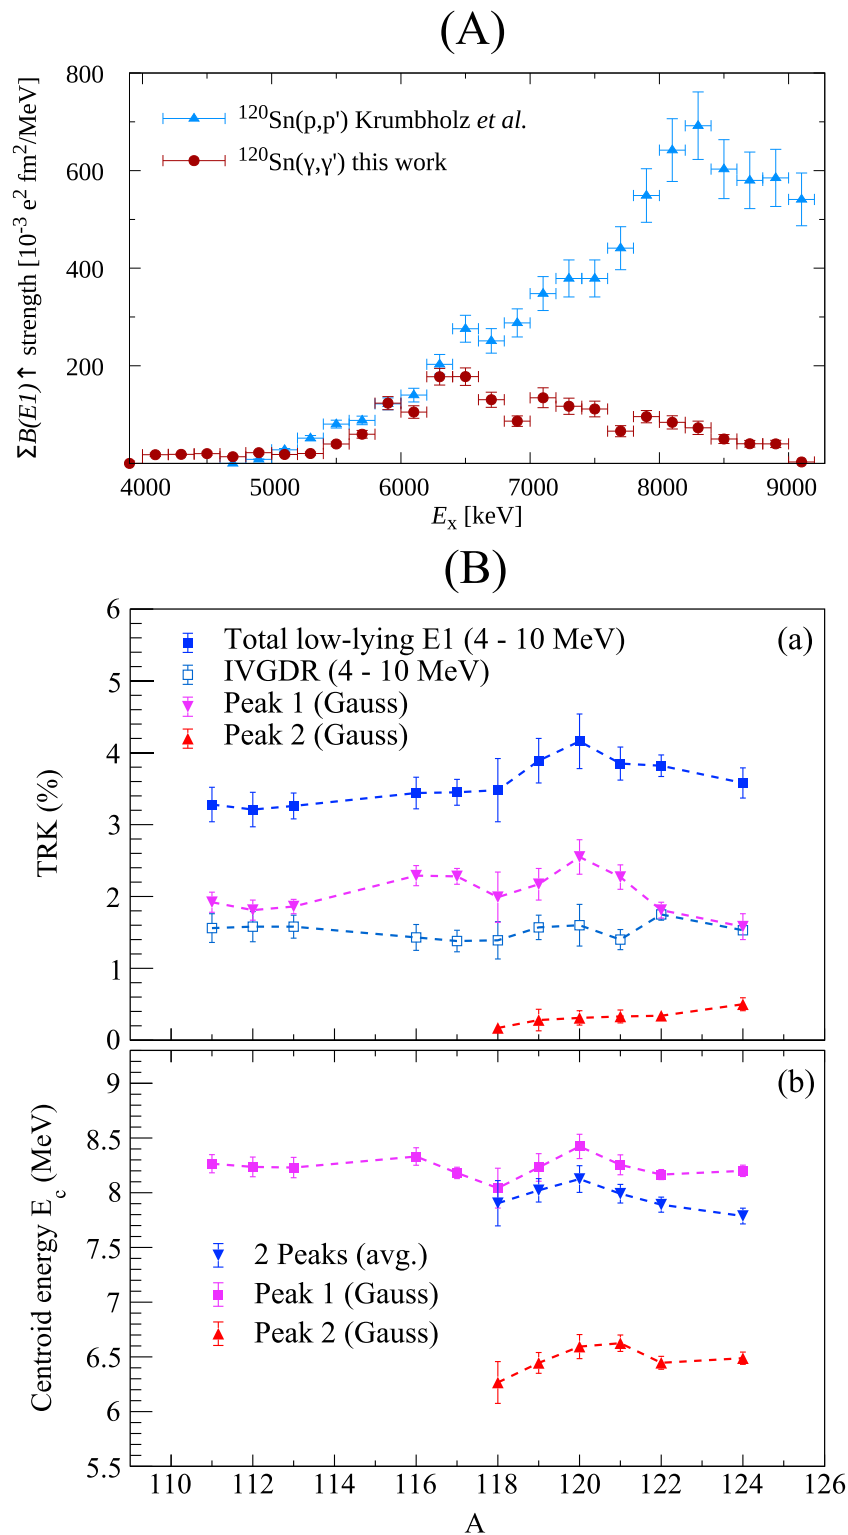 (A)
800
600
400
200
ΣB(E1)↑ strength [10⁻³ e² fm²/MeV]
¹²⁰Sn(p,p') Krumbholz et al.
¹²⁰Sn(γ,γ') this work
4000 5000 6000 7000 8000 9000
Eₓ [keV]
(B)
6
5
4
3
2
1
0
TRK (%)
Total low-lying E1 (4 - 10 MeV)
IVGDR (4 - 10 MeV)
Peak 1 (Gauss)
Peak 2 (Gauss)
(a)
9
8.5
8
7.5
7
6.5
6
5.5
Centroid energy E_c (MeV)
(b)
2 Peaks (avg.)
Peak 1 (Gauss)
Peak 2 (Gauss)
110 112 114 116 118 120 122 124 126
A